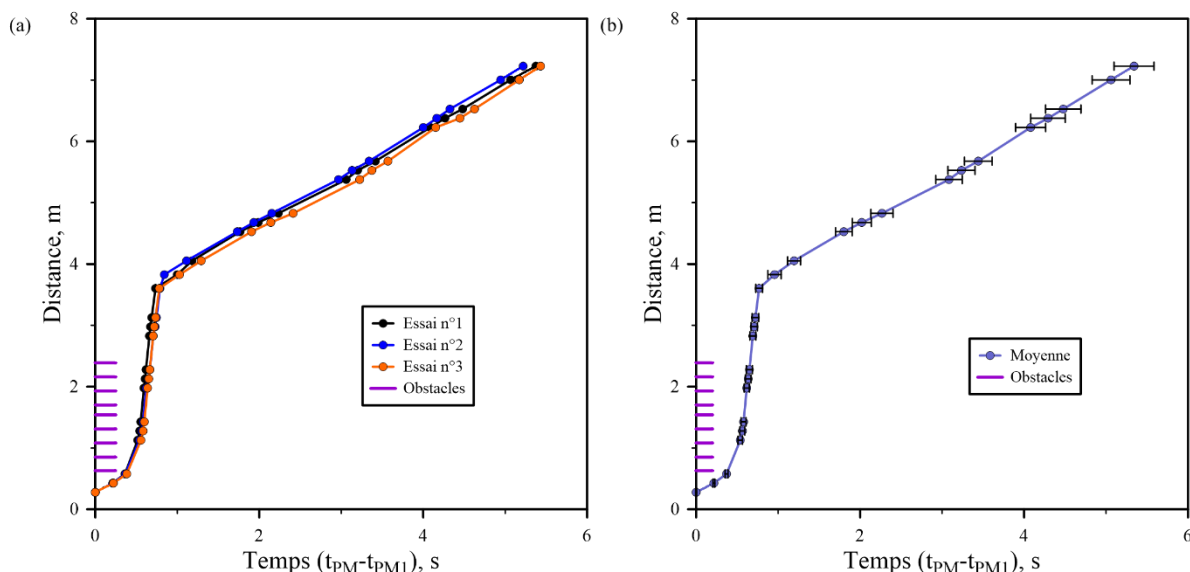 (a)
8
6
4
2
0
Distance, m
Essai n°1
Essai n°2
Essai n°3
Obstacles
0
2
4
6
Temps (tPM-tPM1), s
(b)
8
6
4
2
0
Distance, m
Moyenne
Obstacles
0
2
4
6
Temps (tPM-tPM1), s